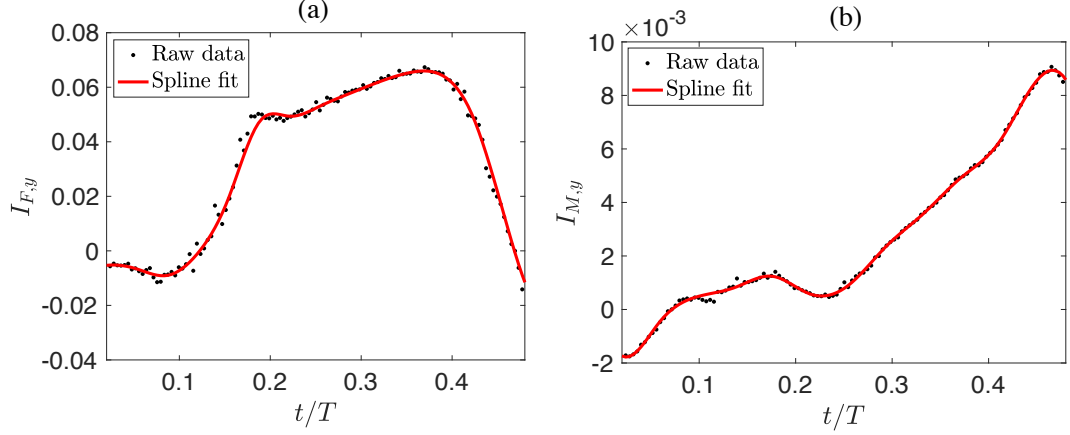 (a)
0.08
0.06
0.04
0.02
0
-0.02
-0.04
I_{F,y}
Raw data
Spline fit
0.1
0.2
0.3
0.4
t/T
(b)
×10^{-3}
10
8
6
4
2
0
-2
I_{M,y}
Raw data
Spline fit
0.1
0.2
0.3
0.4
t/T